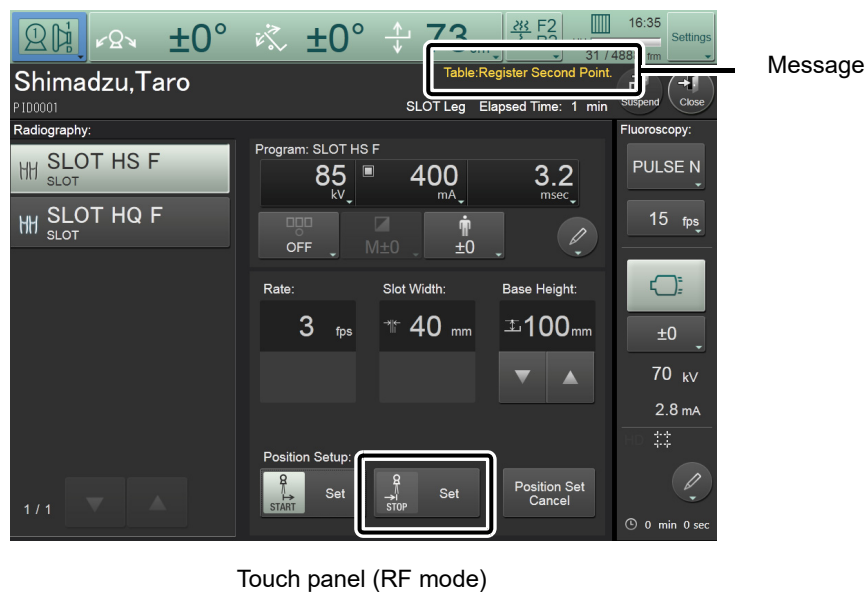 ±0° ±0° 73 cm F2 16:35 Settings
31 / 488 frm
Message
Table:Register Second Point.
Shimadzu,Taro
PID0001 SLOT Leg Elapsed Time: 1 min Suspend Close
Radiography: Fluoroscopy:
SLOT HS F
SLOT
SLOT HQ F
SLOT
1 / 1
Program: SLOT HS F
85 kV 400 mA 3.2 msec
OFF M±0 ±0
Rate: Slot Width: Base Height:
3 fps 40 mm 100 mm
Position Setup:
START Set STOP Set Position Set
Cancel
PULSE N
15 fps
±0
70 kV
2.8 mA
HD
0 min 0 sec
Touch panel (RF mode)